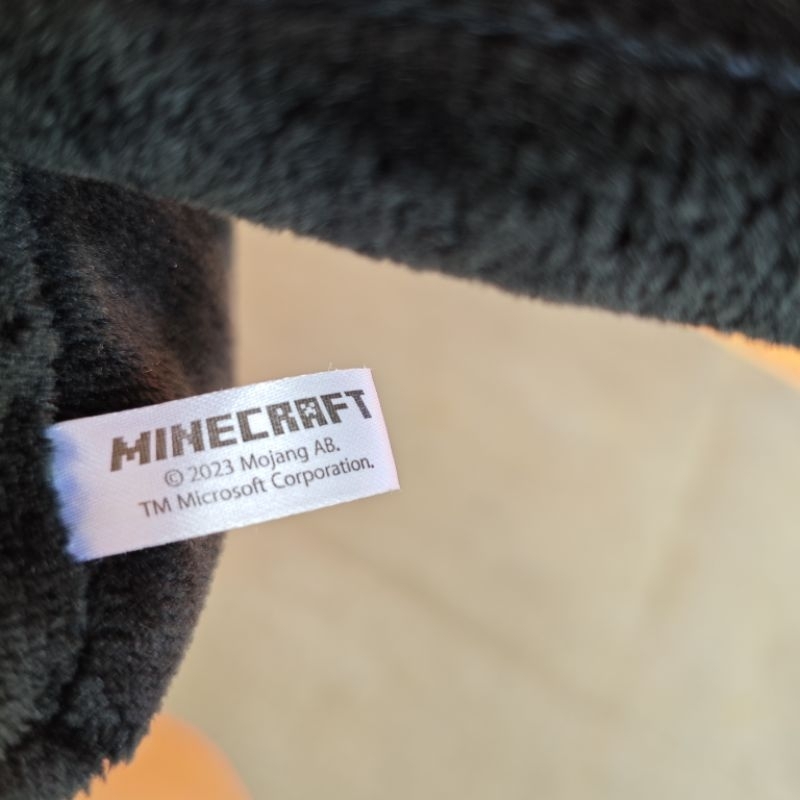 MINECRAFT
© 2023 Mojang AB.
TM Microsoft Corporation.